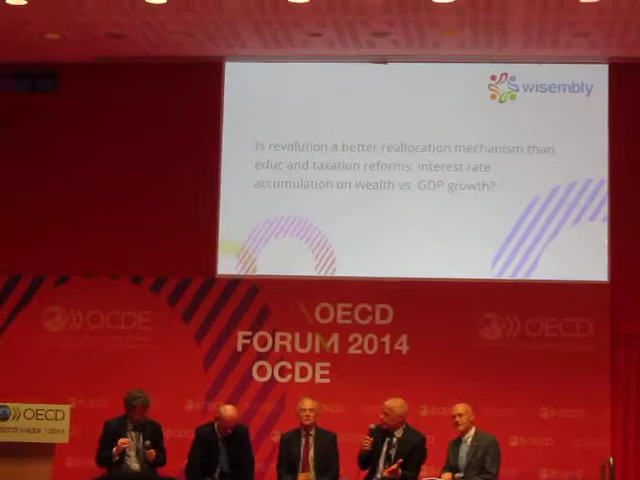 wisembly
Is revolution a better reallocation mechanism than
educ and taxation reforms: interest rate
accumulation on wealth vs. GDP growth?
OCDE
OECD
OECD
FORUM 2014
OCDE
OECD